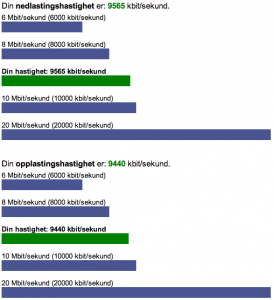 Din nedlastingshastighet er: 9565 kbit/sekund.
6 Mbit/sekund (6000 kbit/sekund)
8 Mbit/sekund (8000 kbit/sekund)
Din hastighet: 9565 kbit/sekund
10 Mbit/sekund (10000 kbit/sekund)
20 Mbit/sekund (20000 kbit/sekund)
Din opplastingshastighet er: 9440 kbit/sekund.
6 Mbit/sekund (6000 kbit/sekund)
8 Mbit/sekund (8000 kbit/sekund)
Din hastighet: 9440 kbit/sekund
10 Mbit/sekund (10000 kbit/sekund)
20 Mbit/sekund (20000 kbit/sekund)